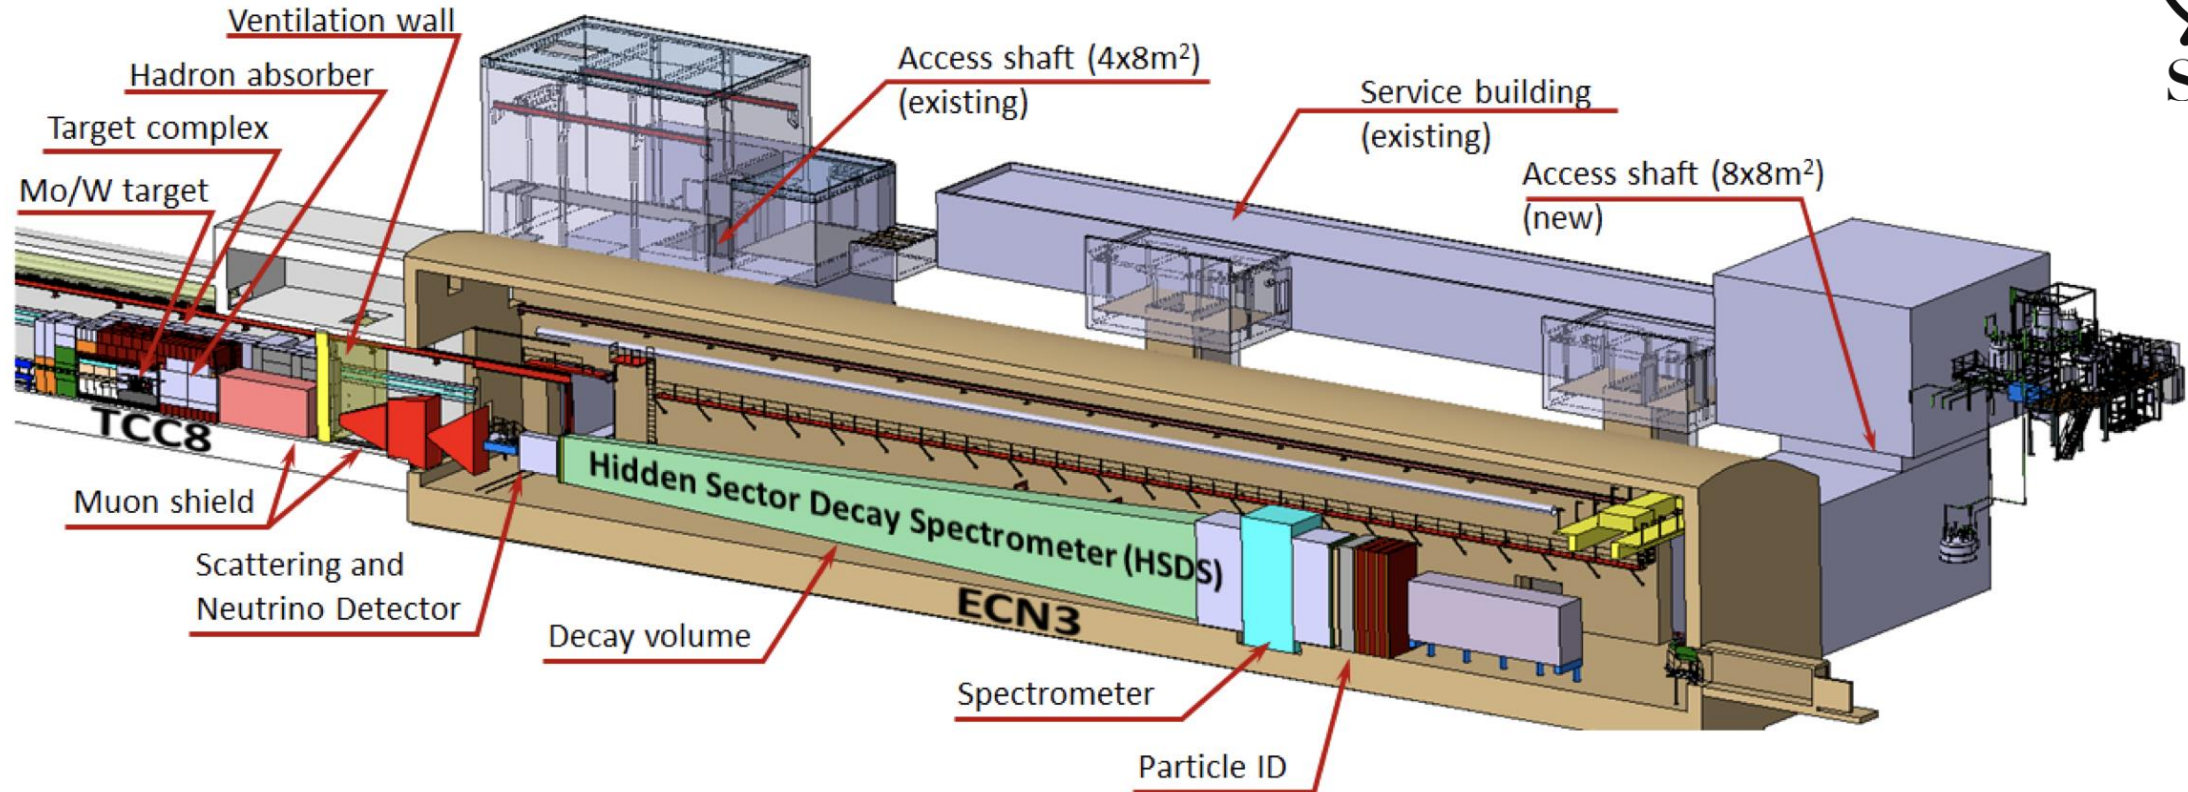 Ventilation wall
Hadron absorber
Target complex
Mo/W target
Access shaft (4x8m²)
(existing)
Service building
(existing)
Access shaft (8x8m²)
(new)
S
TCC8
Muon shield
Scattering and
Neutrino Detector
Hidden Sector Decay Spectrometer (HSDS)
ECN3
Decay volume
Spectrometer
Particle ID